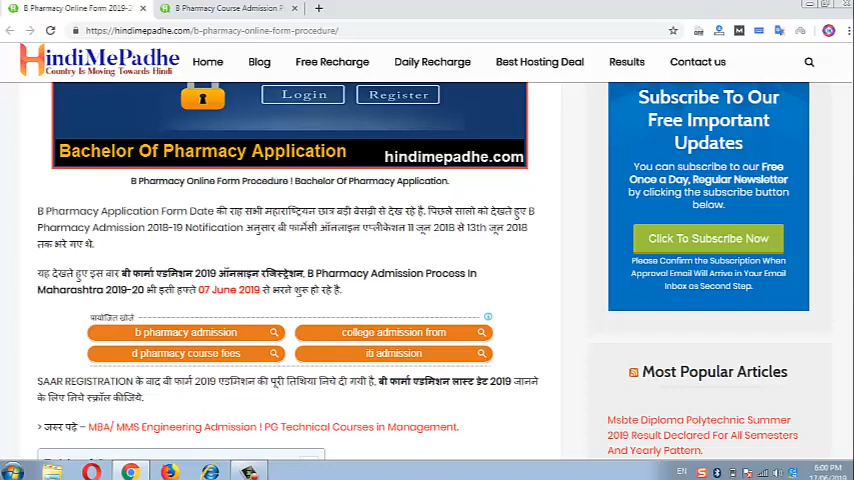 B Pharmacy Online Form 2019-2
B Pharmacy Course Admission P
https://hindimepadhe.com/b-pharmacy-online-form-procedure/
HindiMePadhe
Country Is Moving Towards Hindi
Home Blog Free Recharge Daily Recharge Best Hosting Deal Results Contact us
Login Register
Bachelor Of Pharmacy Application hindimepadhe.com
B Pharmacy Online Form Procedure ! Bachelor Of Pharmacy Application.
B Pharmacy Application Form Date की राह सभी महाराष्ट्रियन छात्र बड़ी बेसब्री से देख रहे है. पिछले सालो को देखते हुए B
Pharmacy Admission 2018-19 Notification अनुसार बी फार्मेसी ऑनलाइन एप्लीकेशन 11 जून 2018 से 13th जून 2018
तक भरे गए थे.
यह देखते हुए इस बार बी फार्मा एडमिशन 2019 ऑनलाइन रजिस्ट्रेशन, B Pharmacy Admission Process In
Maharashtra 2019-20 भी इसी हफ्ते 07 June 2019 से भरने शुरू हो रहे है.
प्रायोजित खोजें
b pharmacy admission
college admission from
d pharmacy course fees
iti admission
SAAR REGISTRATION के बाद बी फार्म 2019 एडमिशन की पूरी तिथिया निचे दी गयी है, बी फार्मा एडमिशन लास्ट डेट 2019 जानने
के लिए निचे स्क्रॉल कीजिये.
> जरूर पढ़े – MBA/ MMS Engineering Admission ! PG Technical Courses in Management.
Subscribe To Our
Free Important
Updates
You can subscribe to our Free
Once a Day, Regular Newsletter
by clicking the subscribe button
below.
Click To Subscribe Now
Please Confirm the Subscription When
Approval Email Will Arrive in Your Email
Inbox as Second Step.
Most Popular Articles
Msbte Diploma Polytechnic Summer
2019 Result Declared For All Semesters
And Yearly Pattern.
EN
6:00 PM
17/06/2019